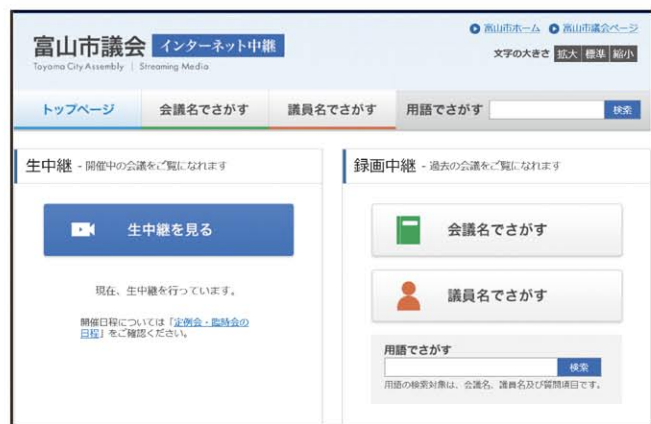 富山市ホーム 富山市議会ページ
富山市議会 インターネット中継
Toyama City Assembly | Streaming Media
文字の大きさ 拡大 標準 縮小
トップページ 会議名でさがす 議員名でさがす 用語でさがす 検索
生中継 - 開催中の会議をご覧になれます
生中継を見る
現在、生中継を行っています。
開催日程については「定例会・臨時会の
日程」をご確認ください。
録画中継 - 過去の会議をご覧になれます
会議名でさがす
議員名でさがす
用語でさがす
検索
用語の検索対象は、会議名、議員名及び質問項目です。